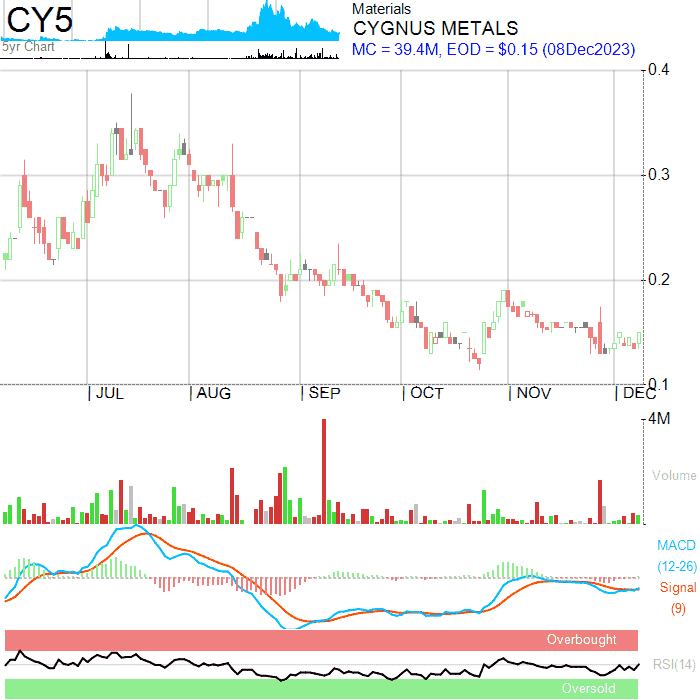 CY5
5yr Chart
Materials
CYGNUS METALS
MC = 39.4M, EOD = $0.15 (08Dec2023)
0.4
0.3
0.2
0.1
JUL AUG SEP OCT NOV DEC
4M
Volume
MACD
(12-26)
Signal
(9)
Overbought
RSI(14)
Oversold